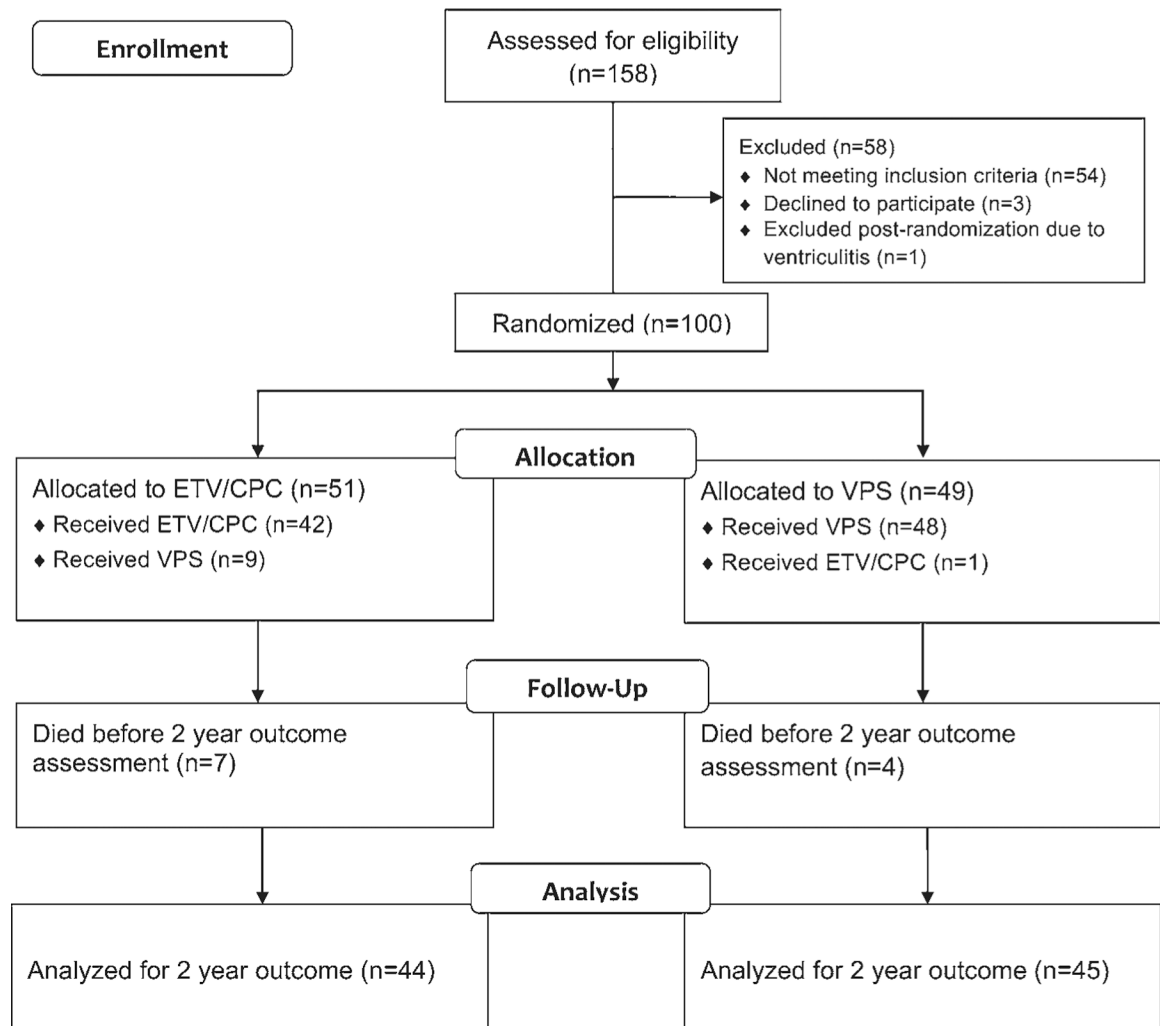 Enrollment
Assessed for eligibility
(n=158)
Excluded (n=58)
♦ Not meeting inclusion criteria (n=54)
♦ Declined to participate (n=3)
♦ Excluded post-randomization due to
ventriculitis (n=1)
Randomized (n=100)
Allocation
Allocated to ETV/CPC (n=51)
♦ Received ETV/CPC (n=42)
♦ Received VPS (n=9)
Allocated to VPS (n=49)
♦ Received VPS (n=48)
♦ Received ETV/CPC (n=1)
Follow-Up
Died before 2 year outcome
assessment (n=7)
Died before 2 year outcome
assessment (n=4)
Analysis
Analyzed for 2 year outcome (n=44)
Analyzed for 2 year outcome (n=45)